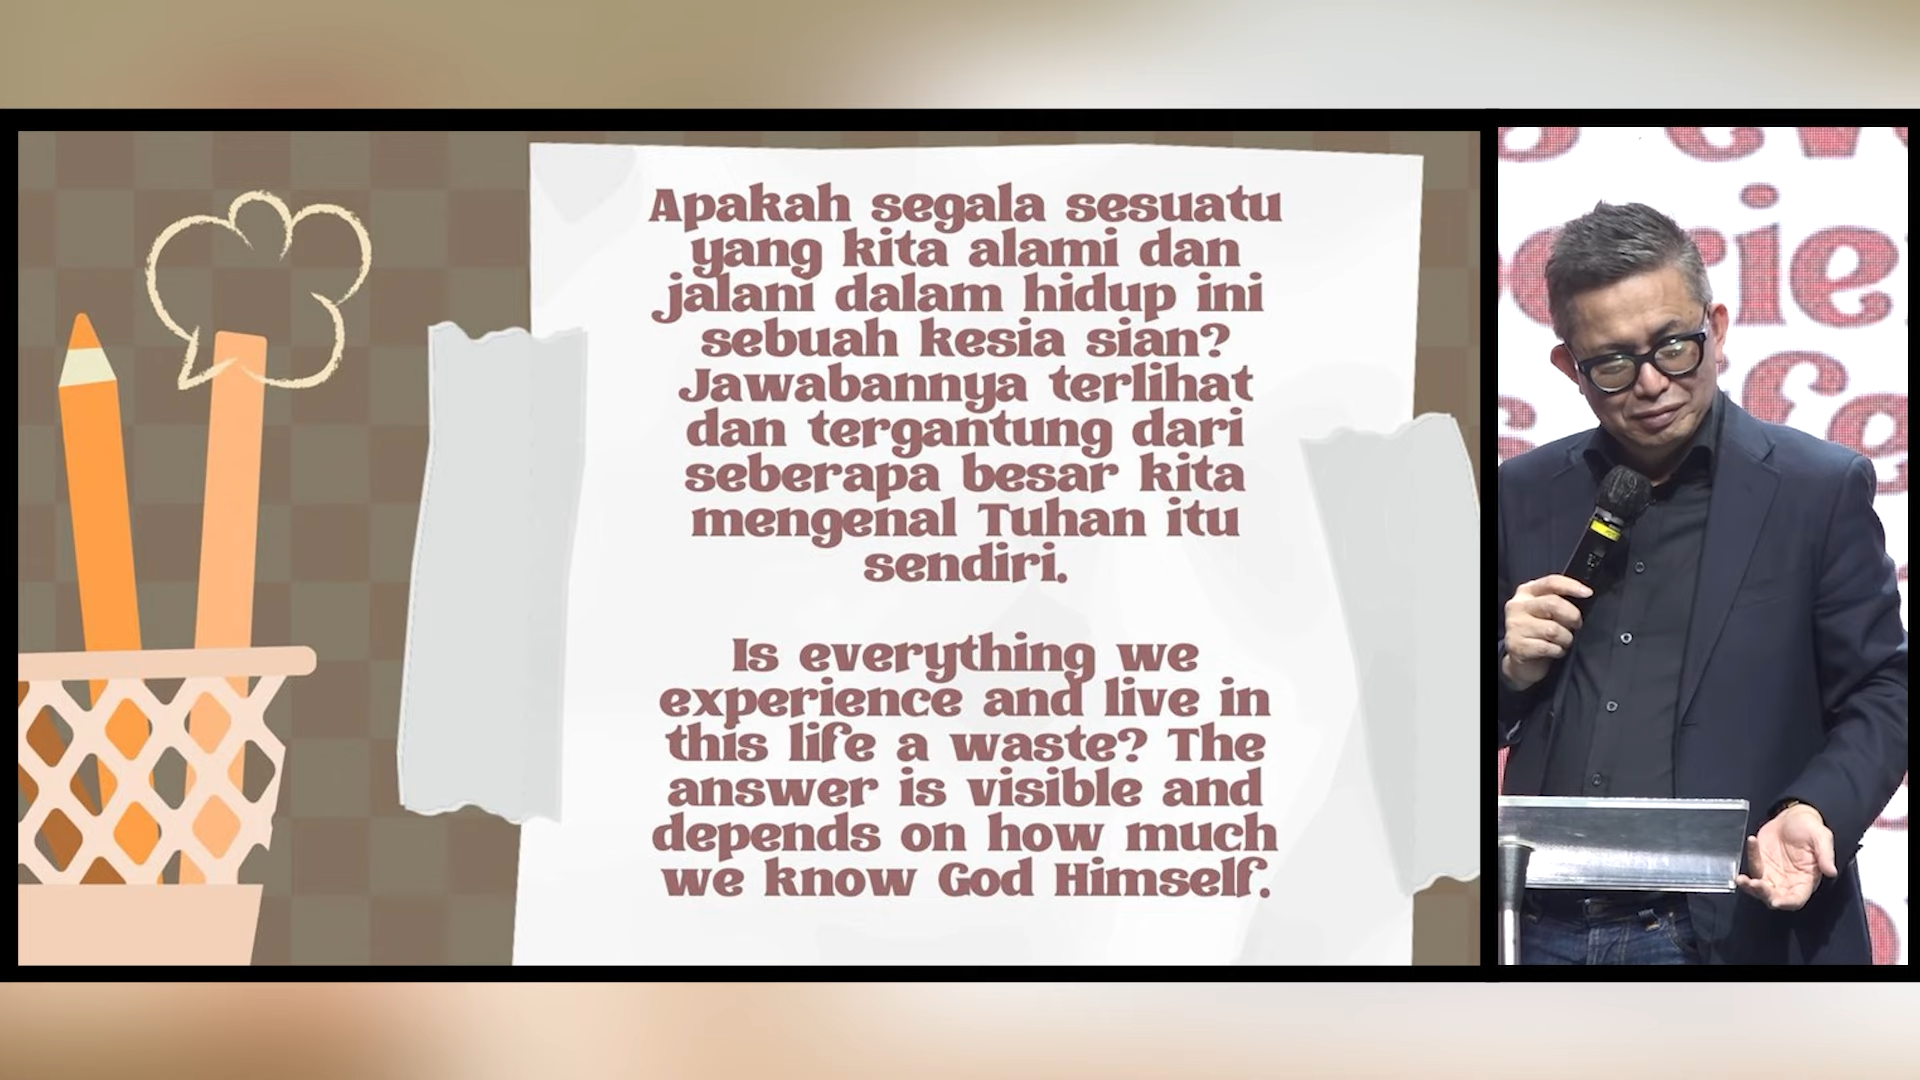 Apakah segala sesuatu
yang kita alami dan
jalani dalam hidup ini
sebuah kesia sian?
Jawabannya terlihat
dan tergantung dari
seberapa besar kita
mengenal Tuhan itu
sendiri.
Is everything we
experience and live in
this life a waste? The
answer is visible and
depends on how much
we know God Himself.